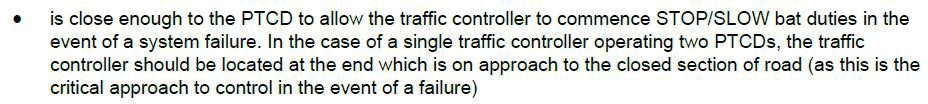 • is close enough to the PTCD to allow the traffic controller to commence STOP/SLOW bat duties in the
event of a system failure. In the case of a single traffic controller operating two PTCDs, the traffic
controller should be located at the end which is on approach to the closed section of road (as this is the
critical approach to control in the event of a failure)